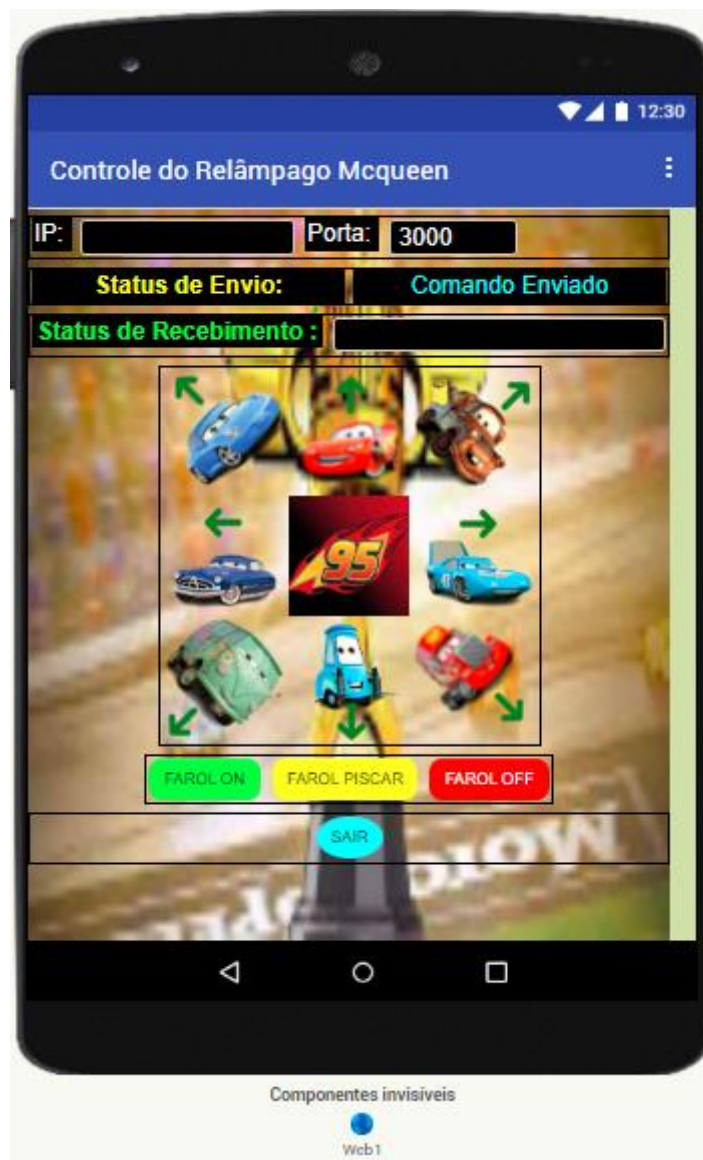 12:30
Controle do Relâmpago Mcqueen
IP: Porta: 3000
Status de Envio: Comando Enviado
Status de Recebimento :
95
FAROL ON FAROL PISCAR FAROL OFF
SAIR
Componentes invisíveis
Web1